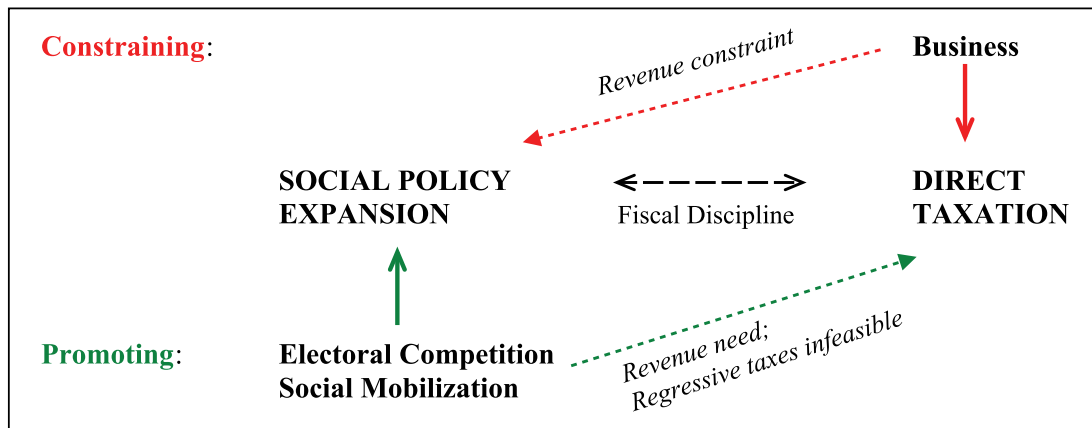 Constraining:
Business
Revenue constraint
SOCIAL POLICY
EXPANSION
Fiscal Discipline
DIRECT
TAXATION
Promoting:
Electoral Competition
Social Mobilization
Revenue need;
Regressive taxes infeasible